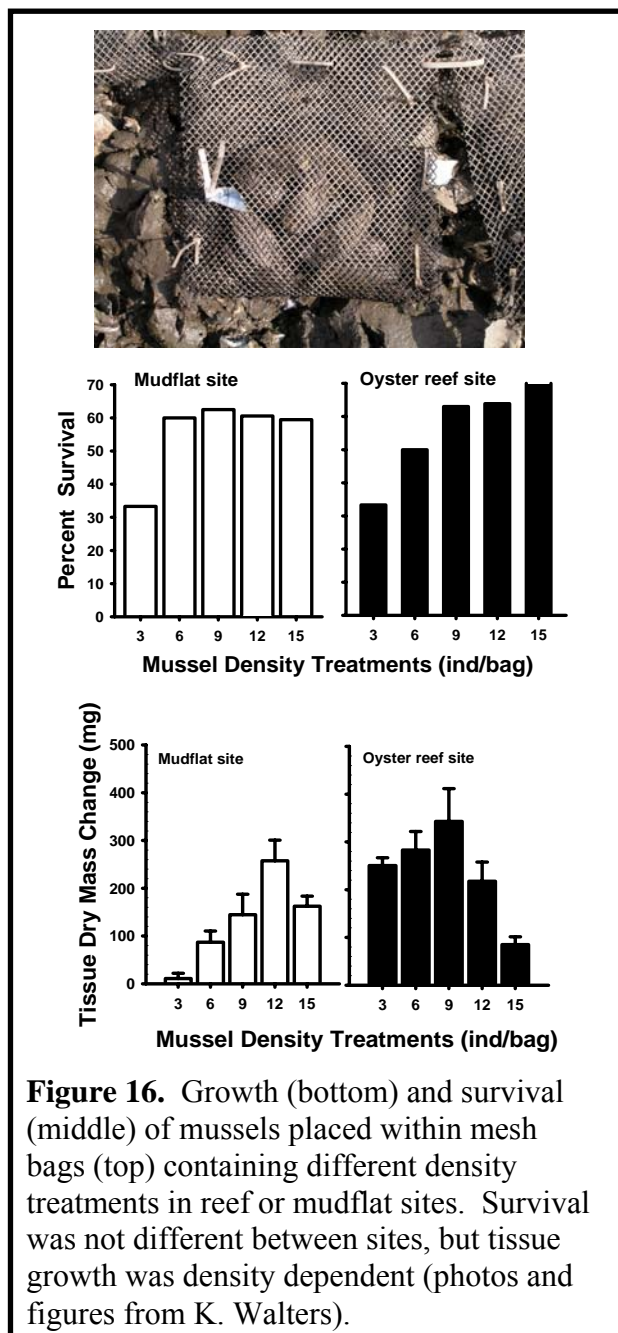 Mudflat site Oyster reef site
70
60
50
40
30
20
10
0
Percent Survival
3 6 9 12 15 3 6 9 12 15
Mussel Density Treatments (ind/bag)
500
400
300
200
100
0
Tissue Dry Mass Change (mg)
Mudflat site Oyster reef site
3 6 9 12 15 3 6 9 12 15
Mussel Density Treatments (ind/bag)
Figure 16. Growth (bottom) and survival
(middle) of mussels placed within mesh
bags (top) containing different density
treatments in reef or mudflat sites. Survival
was not different between sites, but tissue
growth was density dependent (photos and
figures from K. Walters).